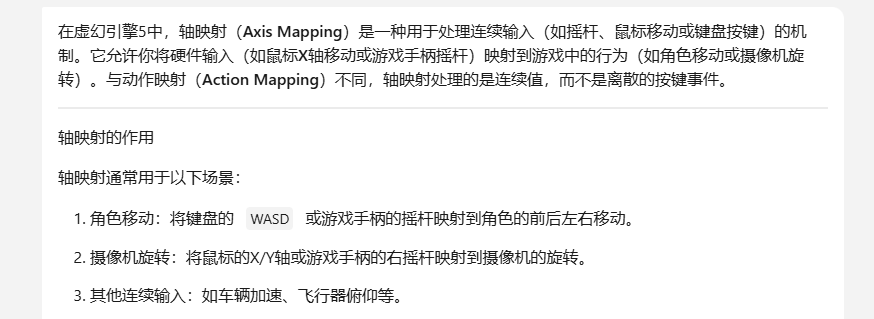 在虚幻引擎5中，轴映射（Axis Mapping）是一种用于处理连续输入（如摇杆、鼠标移动或键盘按键）的机
制。它允许你将硬件输入（如鼠标X轴移动或游戏手柄摇杆）映射到游戏中的行为（如角色移动或摄像机旋
转）。与动作映射（Action Mapping）不同，轴映射处理的是连续值，而不是离散的按键事件。
轴映射的作用
轴映射通常用于以下场景：
1. 角色移动：将键盘的 WASD 或游戏手柄的摇杆映射到角色的前后左右移动。
2. 摄像机旋转：将鼠标的X/Y轴或游戏手柄的右摇杆映射到摄像机的旋转。
3. 其他连续输入：如车辆加速、飞行器俯仰等。